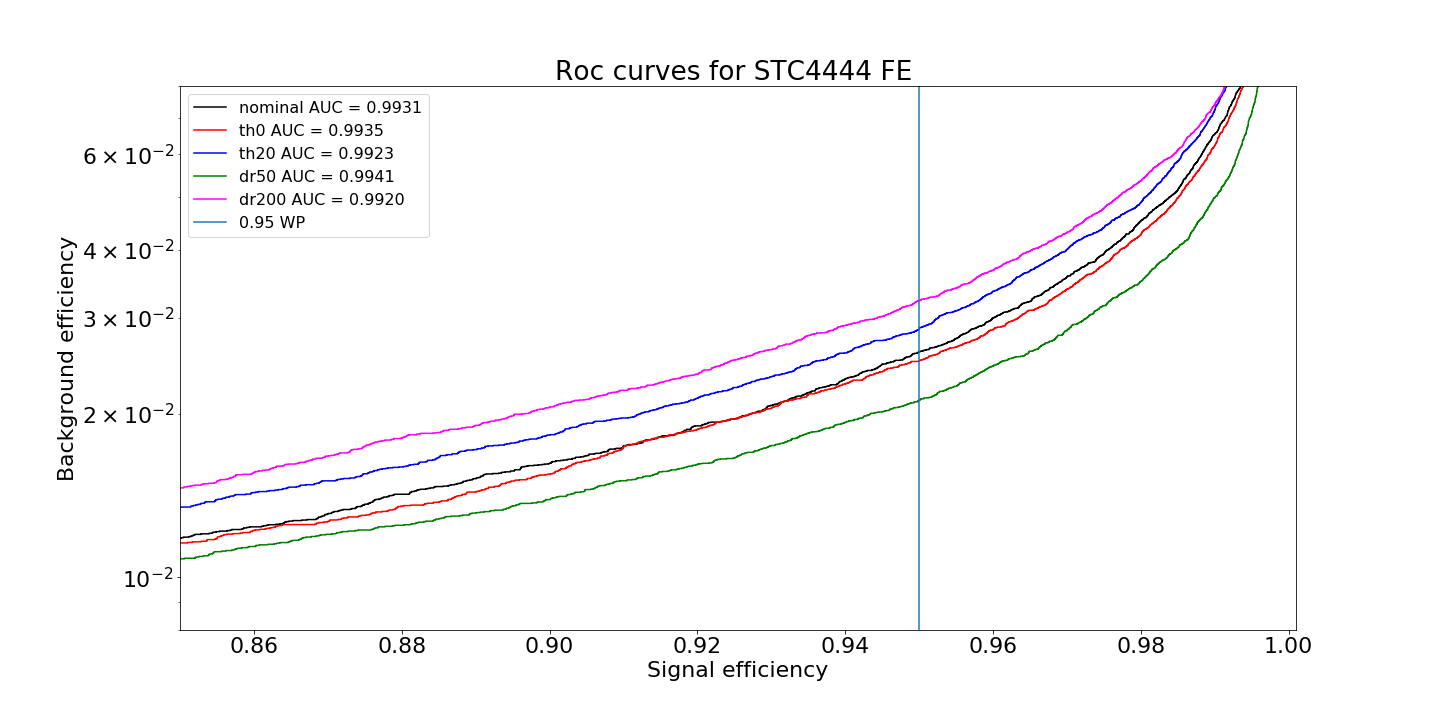 Roc curves for STC4444 FE
nominal AUC = 0.9931
th0 AUC = 0.9935
th20 AUC = 0.9923
dr50 AUC = 0.9941
dr200 AUC = 0.9920
0.95 WP
Background efficiency
6 × 10⁻²
4 × 10⁻²
3 × 10⁻²
2 × 10⁻²
10⁻²
0.86 0.88 0.90 0.92 0.94 0.96 0.98 1.00
Signal efficiency